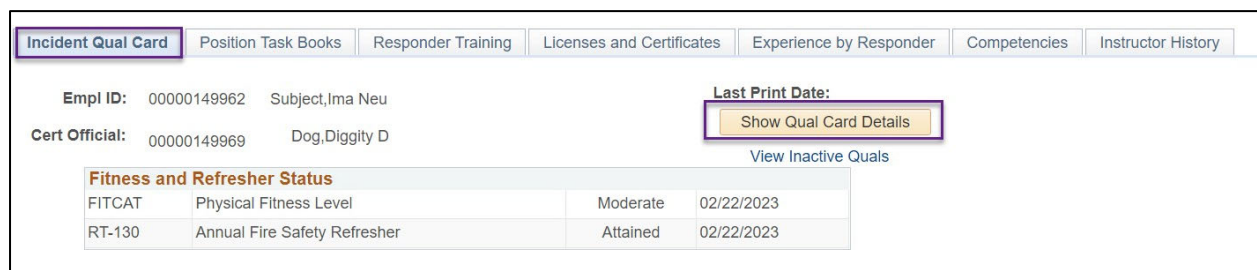 Incident Qual Card Position Task Books Responder Training Licenses and Certificates Experience by Responder Competencies Instructor History
Empl ID: 00000149962 Subject,Ima Neu Last Print Date:
Show Qual Card Details
Cert Official: 00000149969 Dog,Diggity D
View Inactive Quals
Fitness and Refresher Status
FITCAT Physical Fitness Level Moderate 02/22/2023
RT-130 Annual Fire Safety Refresher Attained 02/22/2023